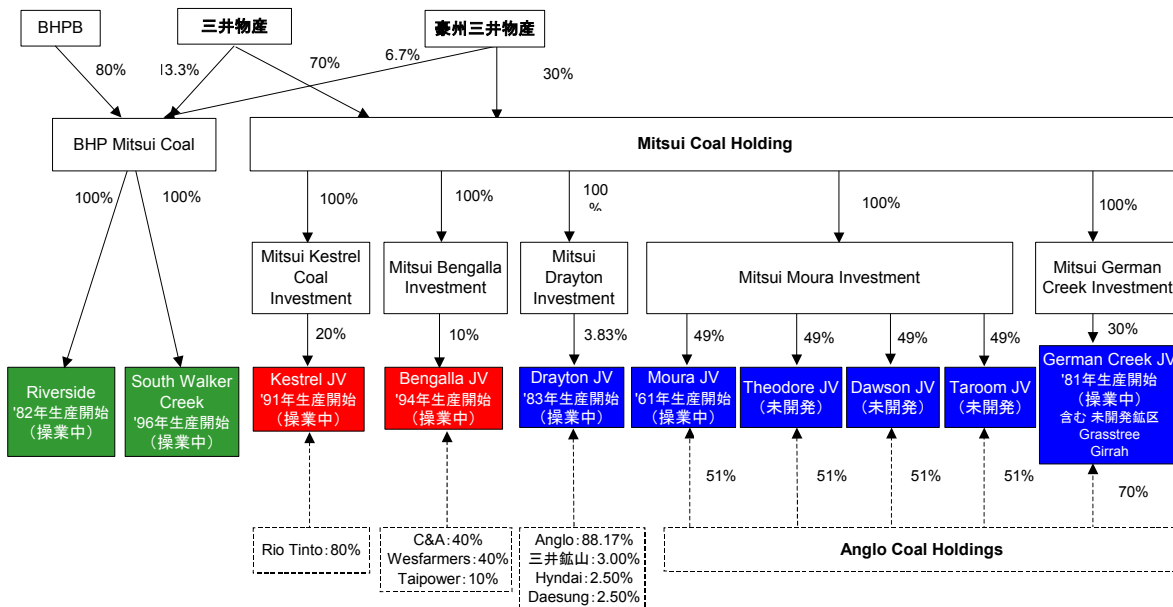 BHPB
三井物産
豪州三井物産
80%
13.3%
70%
6.7%
30%
BHP Mitsui Coal
Mitsui Coal Holding
100%
100%
100%
100%
100
%
100%
100%
Mitsui Kestrel
Coal
Investment
Mitsui Bengalla
Investment
Mitsui
Drayton
Investment
Mitsui Moura Investment
Mitsui German
Creek Investment
20%
10%
3.83%
49%
49%
49%
49%
30%
Riverside
'82年生産開始
（操業中）
South Walker
Creek
'96年生産開始
（操業中）
Kestrel JV
'91年生産開始
（操業中）
Bengalla JV
'94年生産開始
（操業中）
Drayton JV
'83年生産開始
（操業中）
Moura JV
'61年生産開始
（操業中）
Theodore JV
（未開発）
Dawson JV
（未開発）
Taroom JV
（未開発）
German Creek JV
'81年生産開始
（操業中）
含む 未開発鉱区
Grasstree
Girrah
51%
51%
51%
51%
70%
Rio Tinto：80%
C&A：40%
Wesfarmers：40%
Taipower：10%
Anglo：88.17%
三井鉱山：3.00%
Hyndai：2.50%
Daesung：2.50%
Anglo Coal Holdings